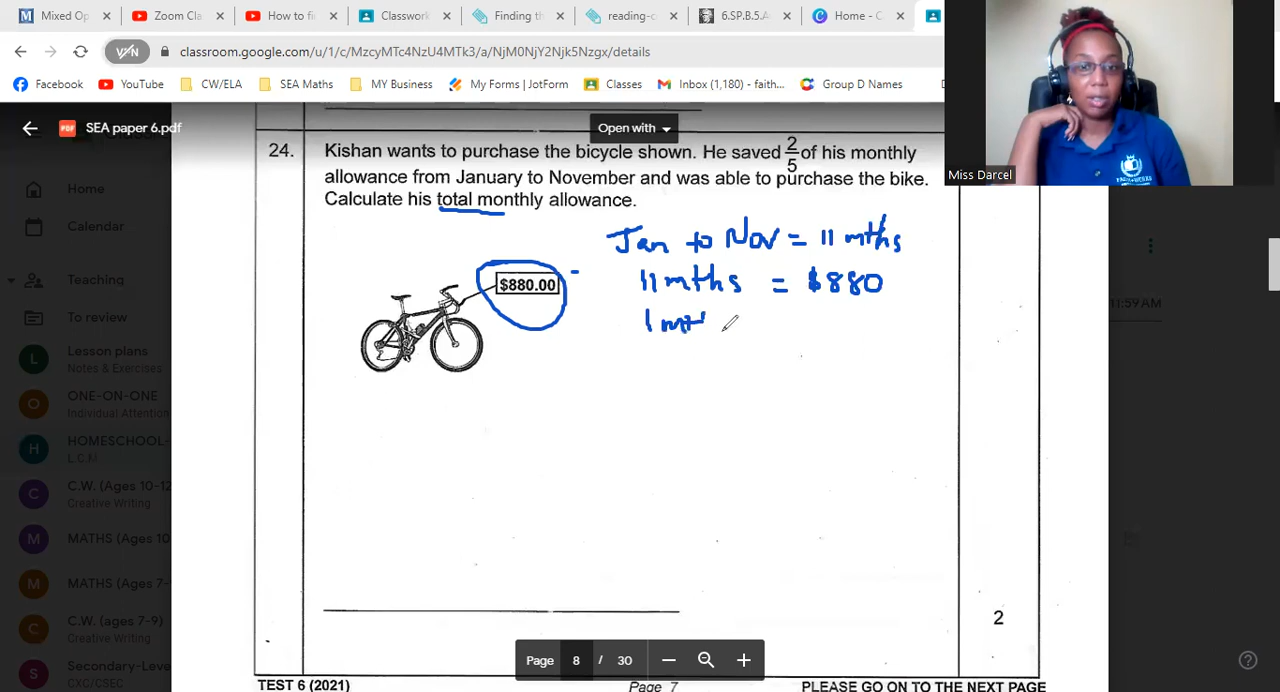 Mixed Op
Zoom Cla
How to fi
Classwork
Finding th
reading-c
6.SP.B.5.
Home - C
classroom.google.com/u/1/c/MzcyMTc4NzU4MTk3/a/NjM0NjY2Njk5Nzgx/details
Facebook
YouTube
CW/ELA
SEA Maths
MY Business
My Forms | JotForm
Classes
Inbox (1,180) - faith...
Group D Names
SEA paper 6.pdf
Open with
Miss Darcel
Home
Calendar
Teaching
To review
Lesson plans
Notes & Exercises
ONE-ON-ONE
Individual Attention
HOMESCHOOL-
L.C.M
C.W. (Ages 10-12
Creative Writing
MATHS (Ages 10
MATHS (Ages 7-
C.W. (ages 7-9)
Creative Writing
Secondary-Leve
CXC/CSEC
11:59 AM
24. Kishan wants to purchase the bicycle shown. He saved 2/5 of his monthly
allowance from January to November and was able to purchase the bike.
Calculate his total monthly allowance.
$880.00
Jan to Nov = 11 mths
11 mths = $880
1 mt
2
Page 8 / 30
TEST 6 (2021)
Page 7
PLEASE GO ON TO THE NEXT PAGE